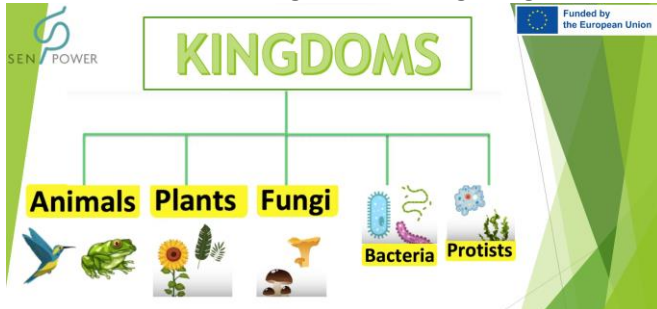 SEN POWER
KINGDOMS
Funded by
the European Union
Animals
Plants
Fungi
Bacteria
Protists